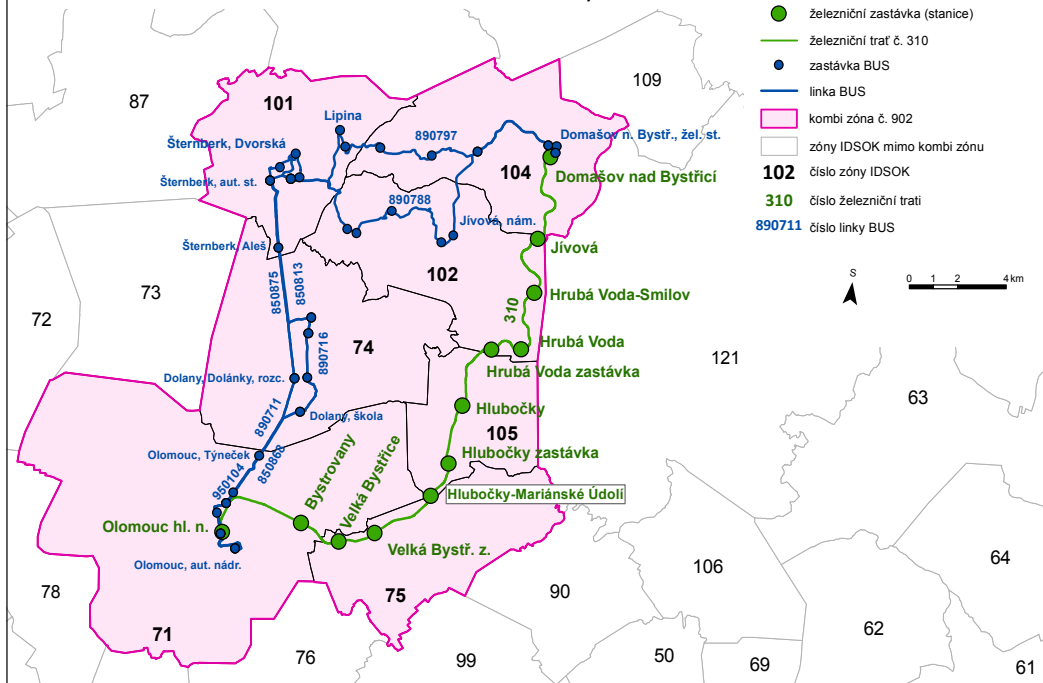 železniční zastávka (stanice)
železniční trať č. 310
zastávka BUS
linka BUS
kombi zóna č. 902
zóny IDSOK mimo kombi zónu
102 číslo zóny IDSOK
310 číslo železniční trati
890711 číslo linky BUS
S
0 1 2 4 km
109
87
101
Lipina
890797
Domašov n. Bystř., žel. st.
Šternberk, Dvorská
104
Šternberk, aut. st.
Domašov nad Bystřicí
890788
Jívová, nám.
Šternberk, Aleš
Jívová
102
850875
850813
73
Hrubá Voda-Smilov
310
72
74
890716
Hrubá Voda
121
Hrubá Voda zastávka
Dolany, Dolánky, rozc.
63
Hlubočky
890711
Dolany, škola
105
Olomouc, Týneček
850868
Hlubočky zastávka
950104
Bystrovany
Velká Bystřice
Hlubočky-Mariánské Údolí
Olomouc hl. n.
Velká Bystř. z.
Olomouc, aut. nádr.
64
106
78
75
90
71
62
76
99
50
69
61